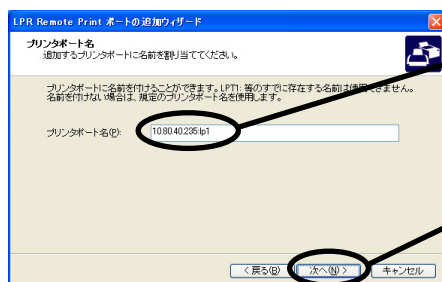 LPR Remote Print ポートの追加ウィザード
プリンタポート名
追加するプリンタポートに名前を割り当ててください。
プリンタポートに名前を付けることができます。LPT1: 等のすでに存在する名前は使用できません。
名前を付けない場合は、規定のプリンタポート名を使用します。
プリンタポート名(P):
10.80.40.235:lp1
< 戻る(B)
次へ(N) >
キャンセル